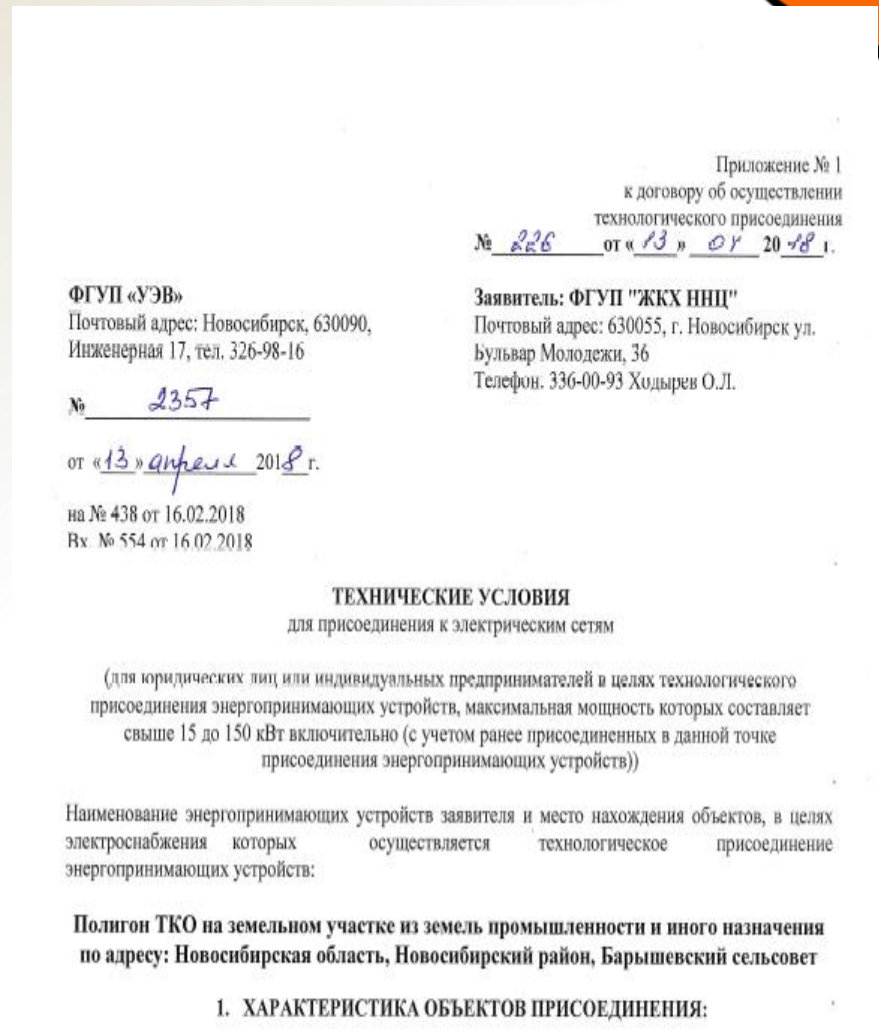 Приложение № 1
к договору об осуществлении
технологического присоединения
№ 226 от «13» 04 2018 г.
ФГУП «УЭВ»
Почтовый адрес: Новосибирск, 630090,
Инженерная 17, тел. 326-98-16
№ 2357
от «13» апреля 2018 г.
на № 438 от 16.02.2018
Вх. № 554 от 16.02.2018
Заявитель: ФГУП "ЖКХ ННЦ"
Почтовый адрес: 630055, г. Новосибирск ул.
Бульвар Молодежи, 36
Телефон. 336-00-93 Ходырев О.Л.
ТЕХНИЧЕСКИЕ УСЛОВИЯ
для присоединения к электрическим сетям
(для юридических лиц или индивидуальных предпринимателей в целях технологического
присоединения энергопринимающих устройств, максимальная мощность которых составляет
свыше 15 до 150 кВт включительно (с учетом ранее присоединенных в данной точке
присоединения энергопринимающих устройств))
Наименование энергопринимающих устройств заявителя и место нахождения объектов, в целях
электроснабжения которых осуществляется технологическое присоединение
энергопринимающих устройств:
Полигон ТКО на земельном участке из земель промышленности и иного назначения
по адресу: Новосибирская область, Новосибирский район, Барышевский сельсовет
1. ХАРАКТЕРИСТИКА ОБЪЕКТОВ ПРИСОЕДИНЕНИЯ: